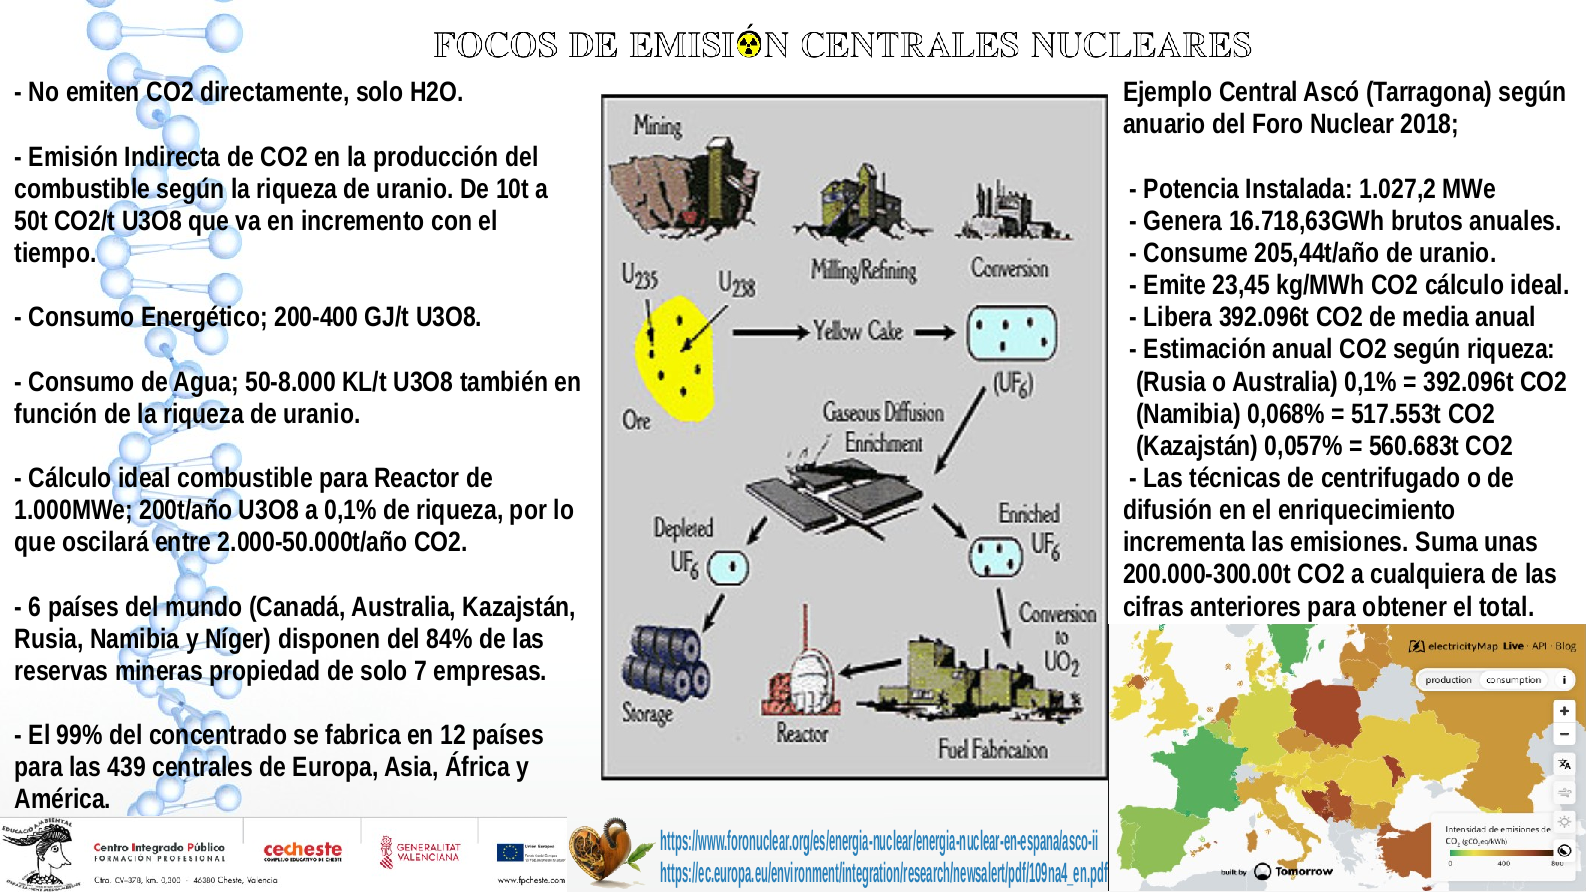 FOCOS DE EMISIÓN CENTRALES NUCLEARES
- No emiten CO2 directamente, solo H2O.
- Emisión Indirecta de CO2 en la producción del
combustible según la riqueza de uranio. De 10t a
50t CO2/t U3O8 que va en incremento con el
tiempo.
- Consumo Energético; 200-400 GJ/t U3O8.
- Consumo de Agua; 50-8.000 KL/t U3O8 también en
función de la riqueza de uranio.
- Cálculo ideal combustible para Reactor de
1.000MWe; 200t/año U3O8 a 0,1% de riqueza, por lo
que oscilará entre 2.000-50.000t/año CO2.
- 6 países del mundo (Canadá, Australia, Kazajstán,
Rusia, Namibia y Níger) disponen del 84% de las
reservas mineras propiedad de solo 7 empresas.
- El 99% del concentrado se fabrica en 12 países
para las 439 centrales de Europa, Asia, África y
América.
Mining
Milling/Refining
Conversion
U235
U238
Yellow Cake
(UF6)
Ore
Gaseous Diffusion
Enrichment
Depleted
UF6
Enriched
UF6
Conversion
to
UO2
Storage
Reactor
Fuel Fabrication
Ejemplo Central Ascó (Tarragona) según
anuario del Foro Nuclear 2018;
- Potencia Instalada: 1.027,2 MWe
- Genera 16.718,63GWh brutos anuales.
- Consume 205,44t/año de uranio.
- Emite 23,45 kg/MWh CO2 cálculo ideal.
- Libera 392.096t CO2 de media anual
- Estimación anual CO2 según riqueza:
(Rusia o Australia) 0,1% = 392.096t CO2
(Namibia) 0,068% = 517.553t CO2
(Kazajstán) 0,057% = 560.683t CO2
- Las técnicas de centrifugado o de
difusión en el enriquecimiento
incrementa las emisiones. Suma unas
200.000-300.00t CO2 a cualquiera de las
cifras anteriores para obtener el total.
electricityMap Live · API · Blog
production consumption i
+
−
Intensidad de emisiones de
CO2 (gCO2eq/kWh)
0 400 800
built by Tomorrow
EDUCACIÓ AMBIENTAL
Centro Integrado Público
FORMACIÓN PROFESIONAL
Ctra. CV-378, km. 0,300 - 46380 Cheste, Valencia
cecheste
COMPLEJO EDUCATIVO DE CHESTE
GENERALITAT
VALENCIANA
Unión Europea
www.fpcheste.com
https://www.foronuclear.org/es/energia-nuclear/energia-nuclear-en-espana/asco-ii
https://ec.europa.eu/environment/integration/research/newsalert/pdf/109na4_en.pdf